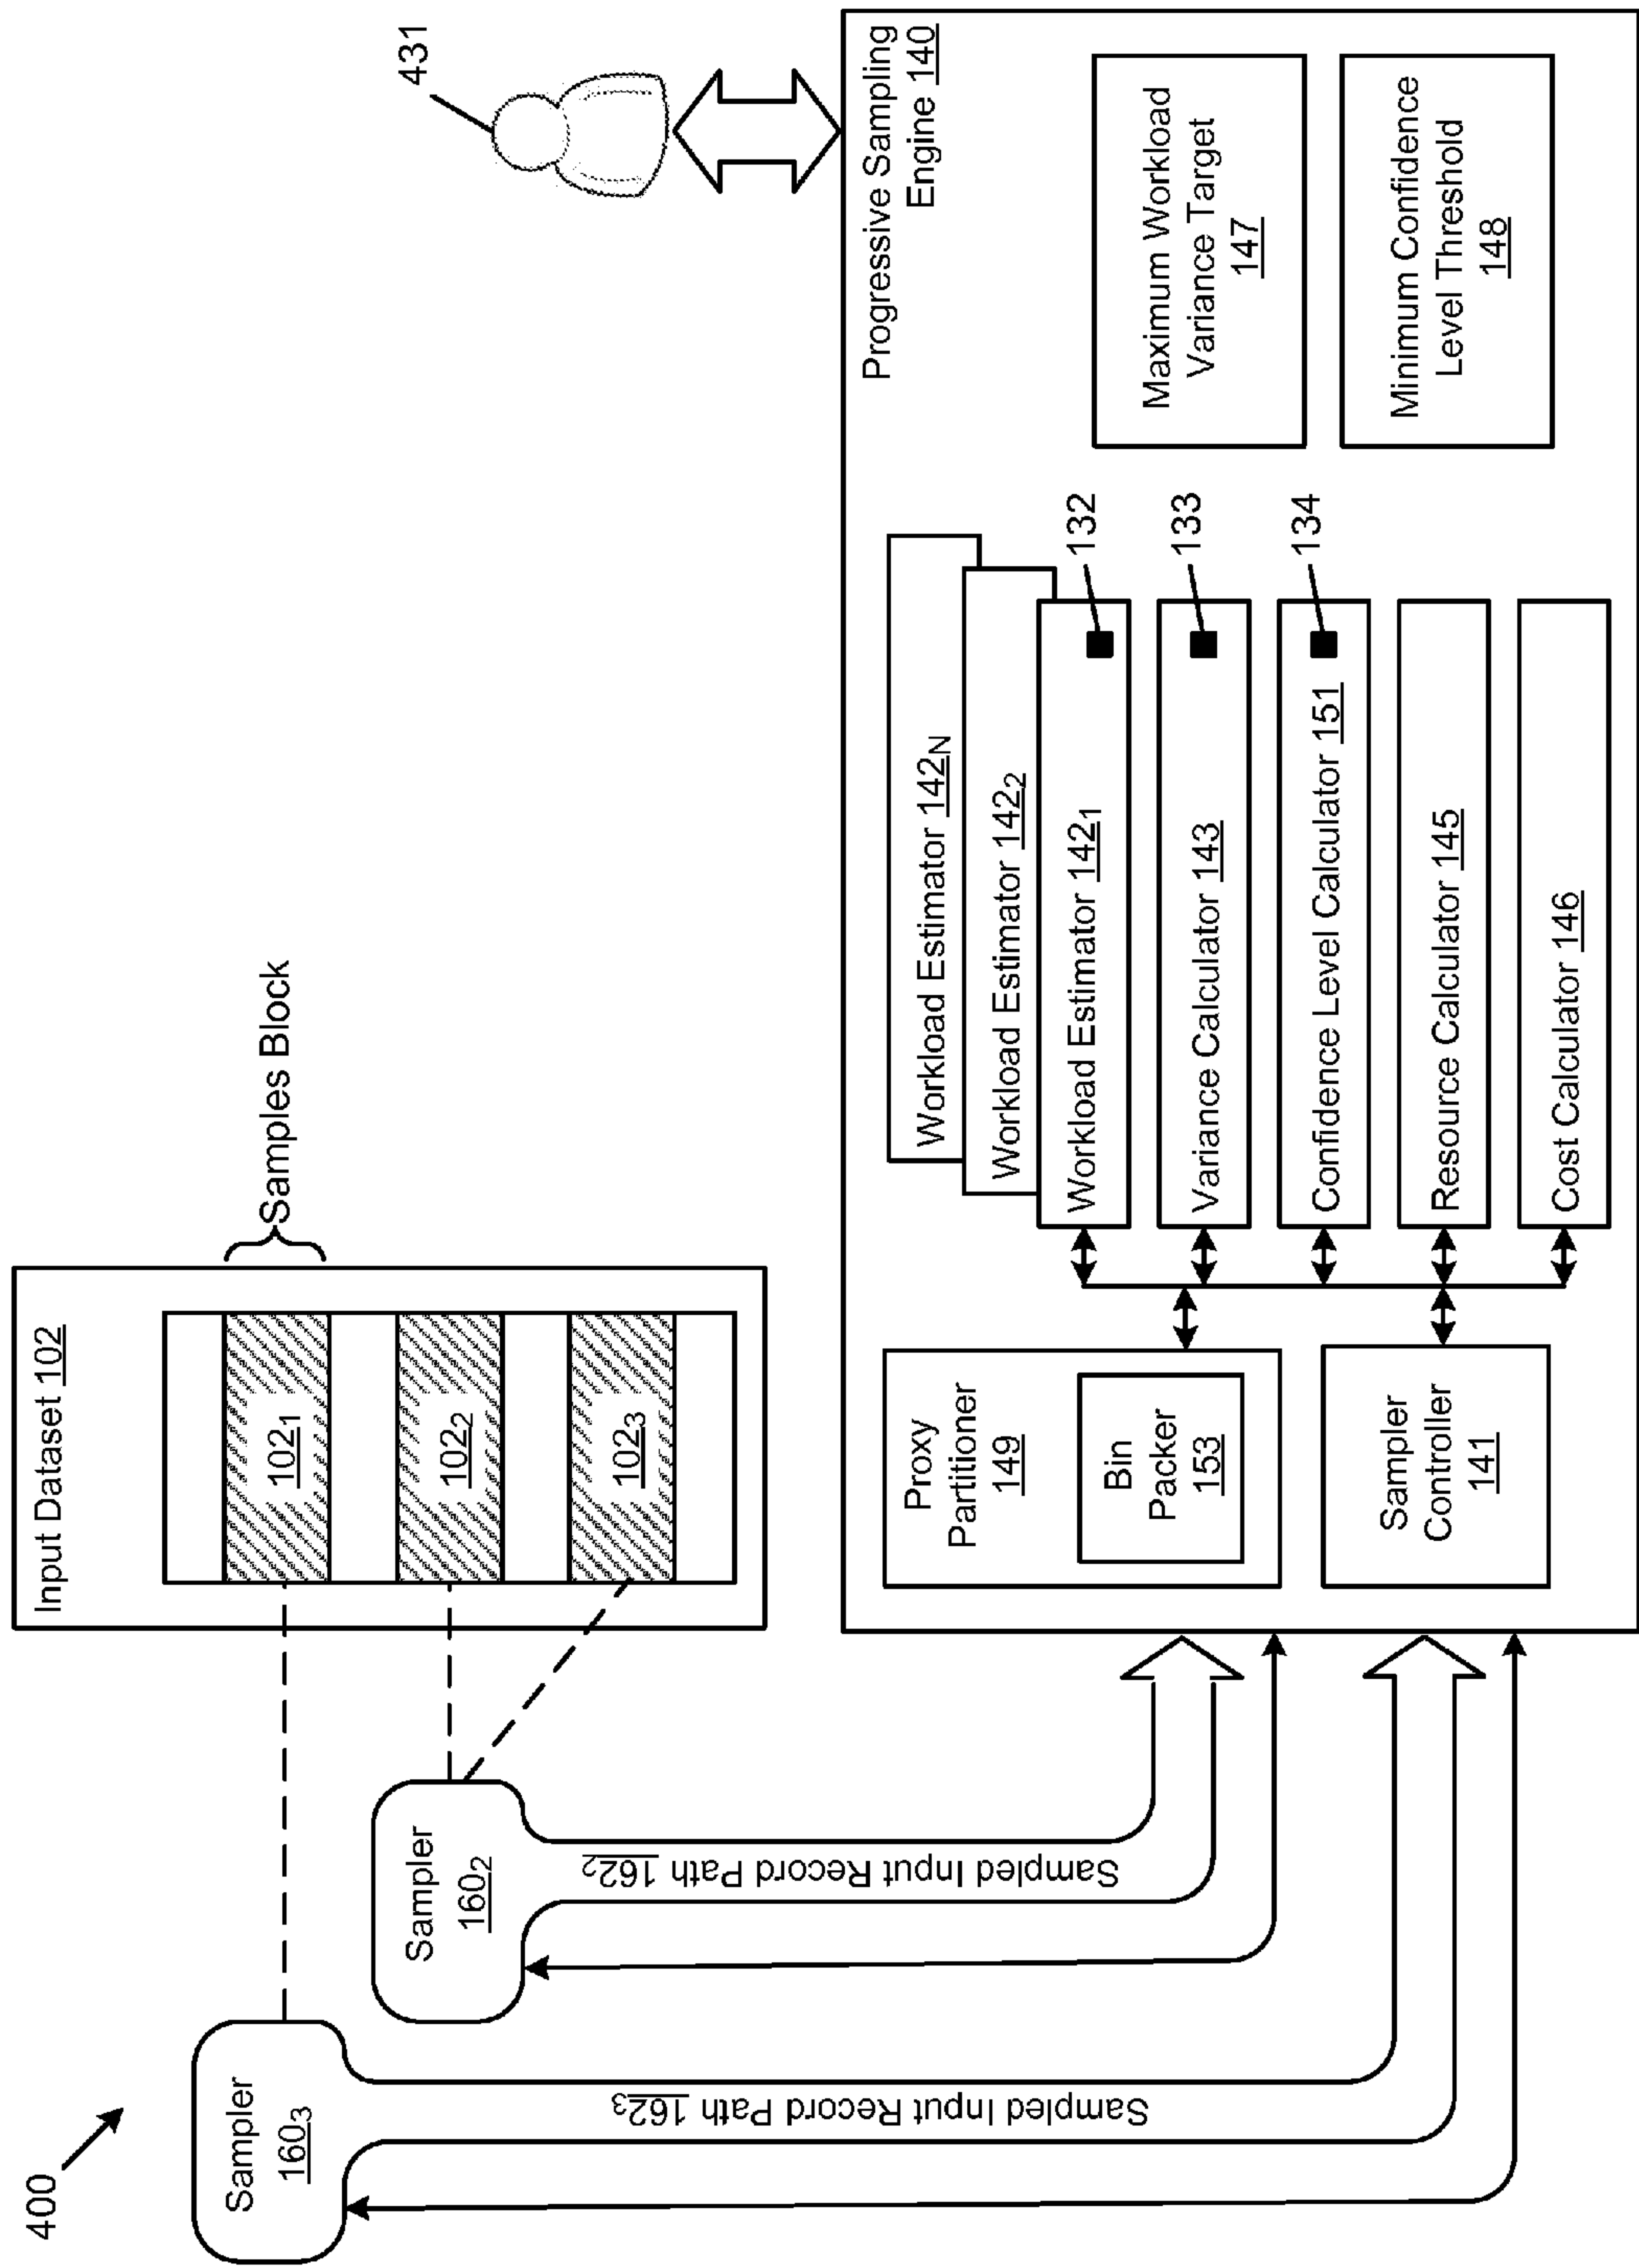 400
Input Dataset 102
102₁
102₂
102₃
Samples Block
Sampler
160₃
Sampler
160₂
Sampled Input Record Path 162₃
Sampled Input Record Path 162₂
431
Progressive Sampling
Engine 140
Proxy
Partitioner
149
Bin
Packer
153
Sampler
Controller
141
Workload Estimator 142N
Workload Estimator 142₂
Workload Estimator 142₁
132
Variance Calculator 143
133
Confidence Level Calculator 151
134
Resource Calculator 145
Cost Calculator 146
Maximum Workload
Variance Target
147
Minimum Confidence
Level Threshold
148